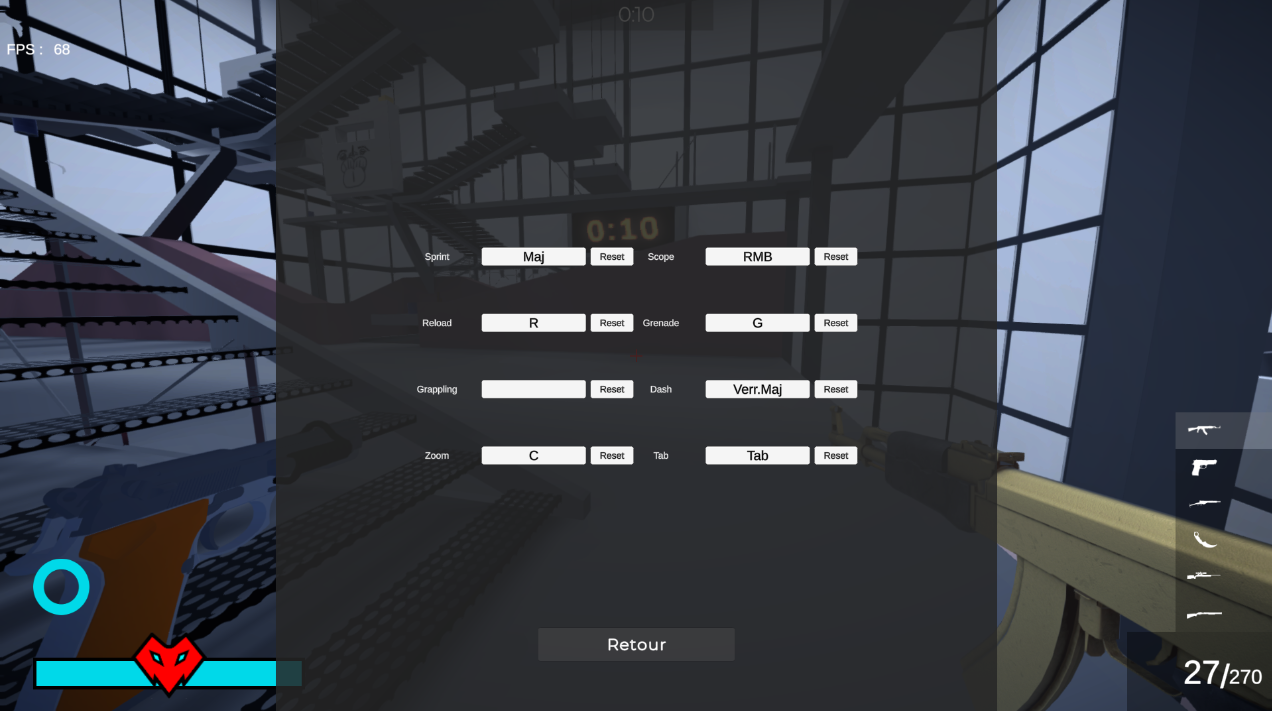 0:10
FPS : 68
0:10
Sprint Maj Reset Scope RMB Reset
Reload R Reset Grenade G Reset
Grappling Reset Dash Verr.Maj Reset
Zoom C Reset Tab Tab Reset
Retour
27/270